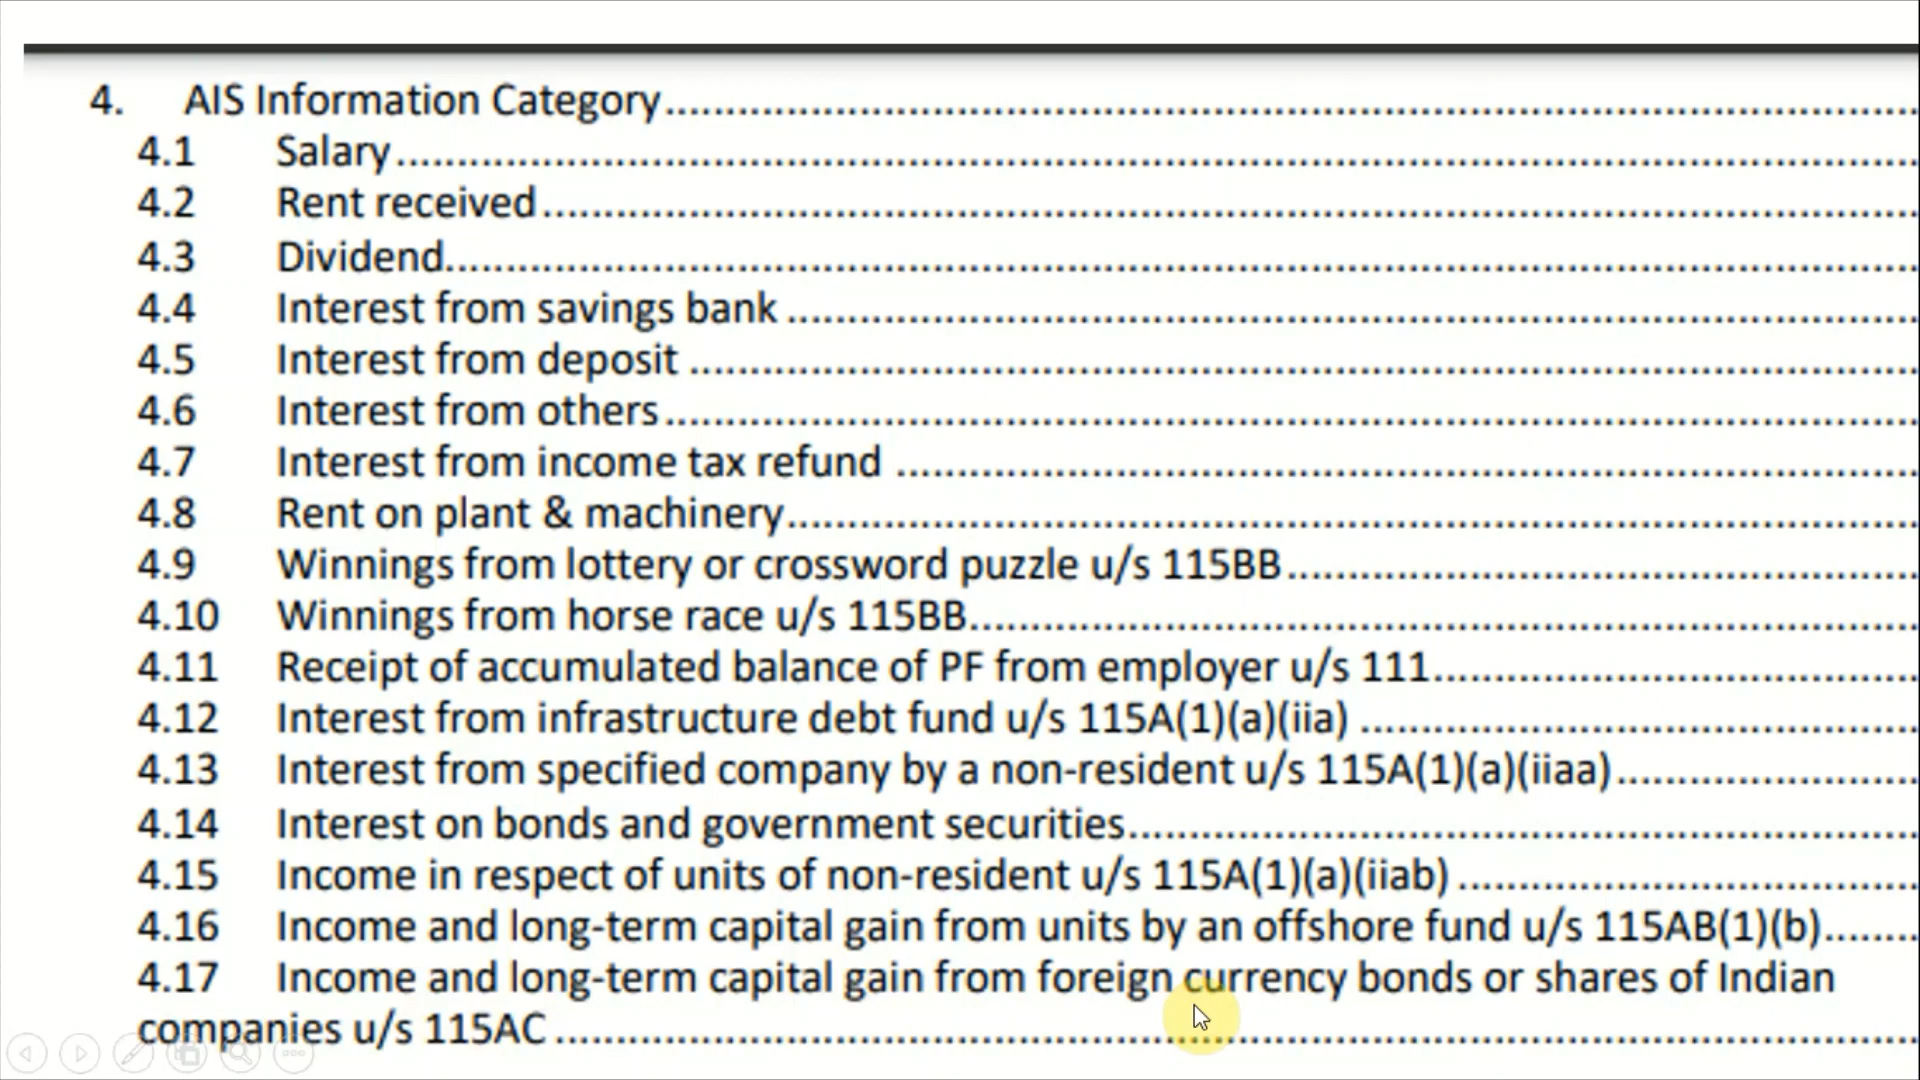 4. AIS Information Category
4.1 Salary
4.2 Rent received
4.3 Dividend
4.4 Interest from savings bank
4.5 Interest from deposit
4.6 Interest from others
4.7 Interest from income tax refund
4.8 Rent on plant & machinery
4.9 Winnings from lottery or crossword puzzle u/s 115BB
4.10 Winnings from horse race u/s 115BB
4.11 Receipt of accumulated balance of PF from employer u/s 111
4.12 Interest from infrastructure debt fund u/s 115A(1)(a)(iia)
4.13 Interest from specified company by a non-resident u/s 115A(1)(a)(iiaa)
4.14 Interest on bonds and government securities
4.15 Income in respect of units of non-resident u/s 115A(1)(a)(iiab)
4.16 Income and long-term capital gain from units by an offshore fund u/s 115AB(1)(b)
4.17 Income and long-term capital gain from foreign currency bonds or shares of Indian
companies u/s 115AC